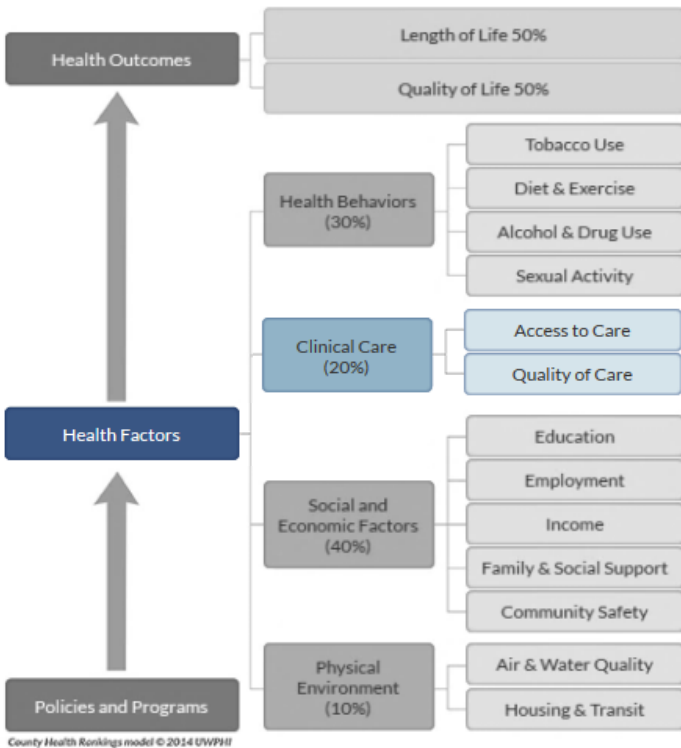 Health Outcomes
Length of Life 50%
Quality of Life 50%
Health Behaviors
(30%)
Tobacco Use
Diet & Exercise
Alcohol & Drug Use
Sexual Activity
Clinical Care
(20%)
Access to Care
Quality of Care
Health Factors
Social and
Economic Factors
(40%)
Education
Employment
Income
Family & Social Support
Community Safety
Physical
Environment
(10%)
Air & Water Quality
Housing & Transit
Policies and Programs
County Health Rankings model © 2014 UWPHI